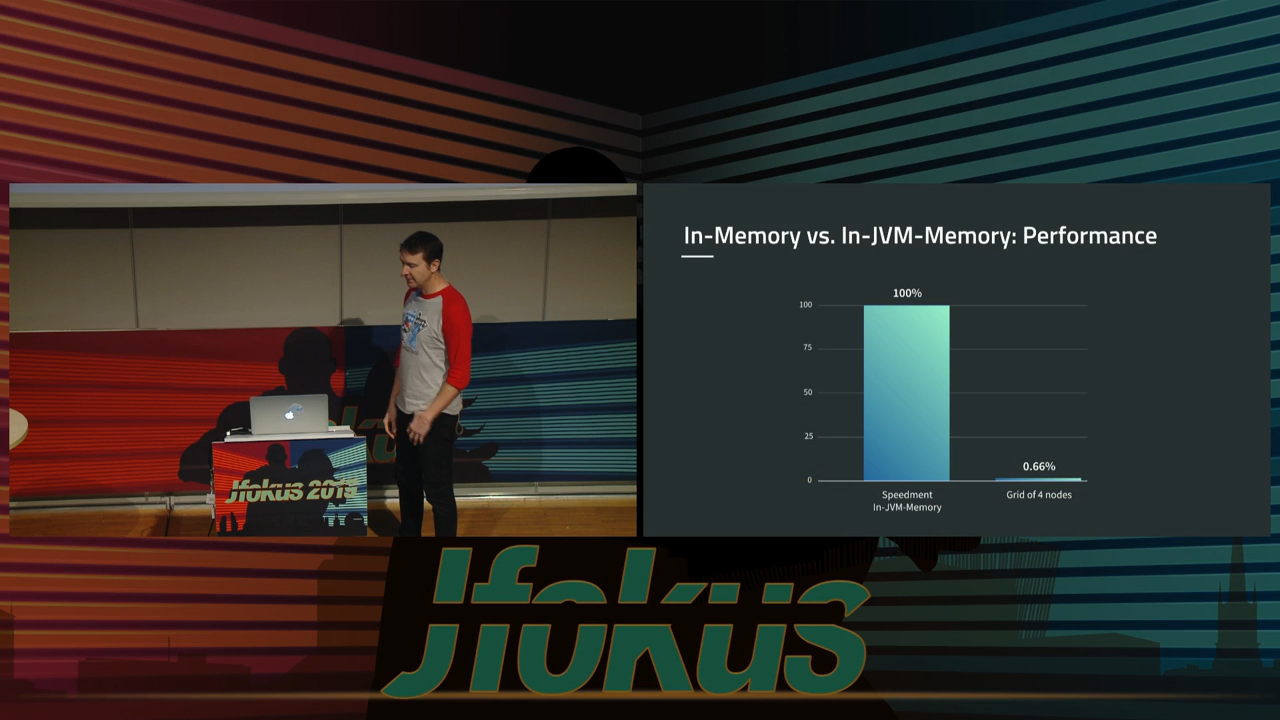 In-Memory vs. In-JVM-Memory: Performance
100%
100
75
50
25
0
0.66%
Speedment
In-JVM-Memory
Grid of 4 nodes
Jfokus 2019
Jfokus